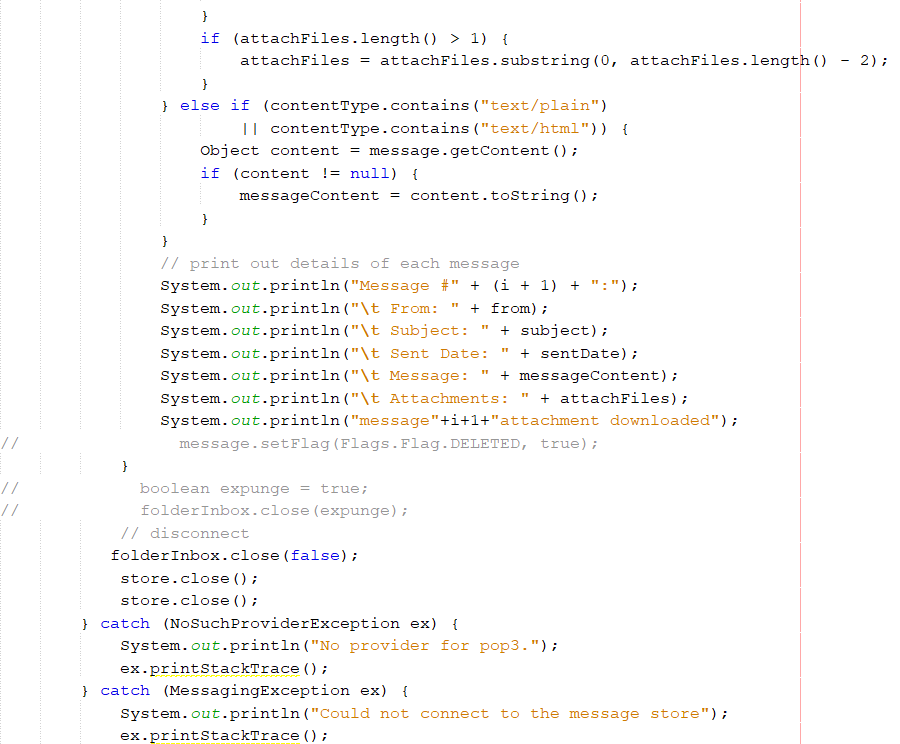 }
if (attachFiles.length() > 1) {
attachFiles = attachFiles.substring(0, attachFiles.length() - 2);
}
} else if (contentType.contains("text/plain")
|| contentType.contains("text/html")) {
Object content = message.getContent();
if (content != null) {
messageContent = content.toString();
}
}
// print out details of each message
System.out.println("Message #" + (i + 1) + ":");
System.out.println("\t From: " + from);
System.out.println("\t Subject: " + subject);
System.out.println("\t Sent Date: " + sentDate);
System.out.println("\t Message: " + messageContent);
System.out.println("\t Attachments: " + attachFiles);
System.out.println("message"+i+1+"attachment downloaded");
// message.setFlag(Flags.Flag.DELETED, true);
}
// boolean expunge = true;
// folderInbox.close(expunge);
// disconnect
folderInbox.close(false);
store.close();
store.close();
} catch (NoSuchProviderException ex) {
System.out.println("No provider for pop3.");
ex.printStackTrace();
} catch (MessagingException ex) {
System.out.println("Could not connect to the message store");
ex.printStackTrace();